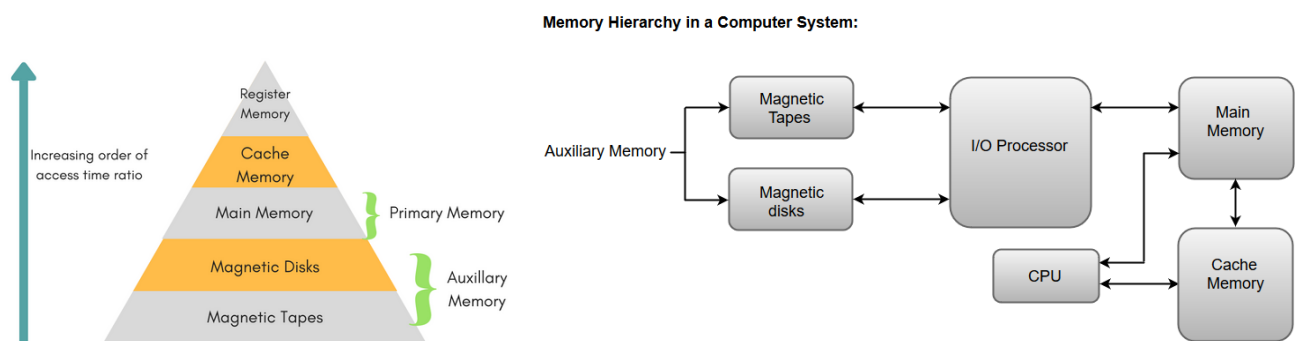 Memory Hierarchy in a Computer System:
Register
Memory
Cache
Memory
Main Memory
Magnetic Disks
Magnetic Tapes
Increasing order of
access time ratio
Primary Memory
Auxillary
Memory
Auxiliary Memory
Magnetic
Tapes
Magnetic
disks
I/O Processor
Main
Memory
CPU
Cache
Memory